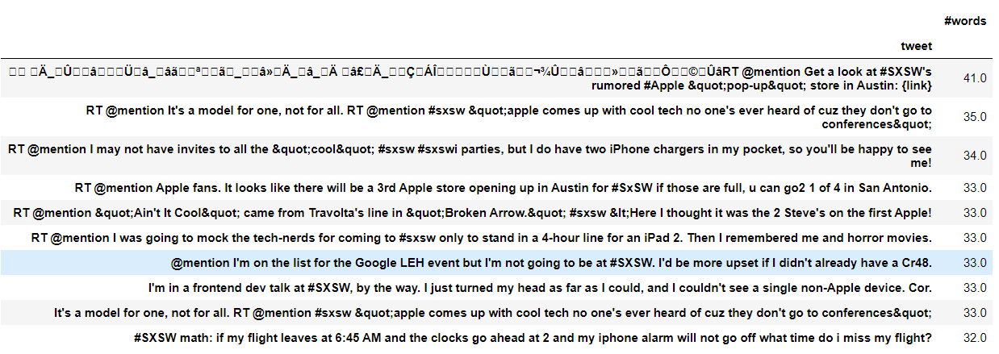 #words
tweet
RT @mention Get a look at #SXSW's
rumored #Apple &quot;pop-up&quot; store in Austin: {link}
41.0
RT @mention It's a model for one, not for all. RT @mention #sxsw &quot;apple comes up with cool tech no one's ever heard of cuz they don't go to
conferences&quot;
35.0
RT @mention I may not have invites to all the &quot;cool&quot; #sxsw #sxswi parties, but I do have two iPhone chargers in my pocket, so you'll be happy to see
me!
34.0
RT @mention Apple fans. It looks like there will be a 3rd Apple store opening up in Austin for #SxSW if those are full, u can go2 1 of 4 in San Antonio. 33.0
RT @mention &quot;Ain't It Cool&quot; came from Travolta's line in &quot;Broken Arrow.&quot; #sxsw &lt;Here I thought it was the 2 Steve's on the first Apple! 33.0
RT @mention I was going to mock the tech-nerds for coming to #sxsw only to stand in a 4-hour line for an iPad 2. Then I remembered me and horror movies. 33.0
@mention I'm on the list for the Google LEH event but I'm not going to be at #SXSW. I'd be more upset if I didn't already have a Cr48. 33.0
I'm in a frontend dev talk at #SXSW, by the way. I just turned my head as far as I could, and I couldn't see a single non-Apple device. Cor. 33.0
It's a model for one, not for all. RT @mention #sxsw &quot;apple comes up with cool tech no one's ever heard of cuz they don't go to conferences&quot; 33.0
#SXSW math: if my flight leaves at 6:45 AM and the clocks go ahead at 2 and my iphone alarm will not go off what time do i miss my flight? 32.0